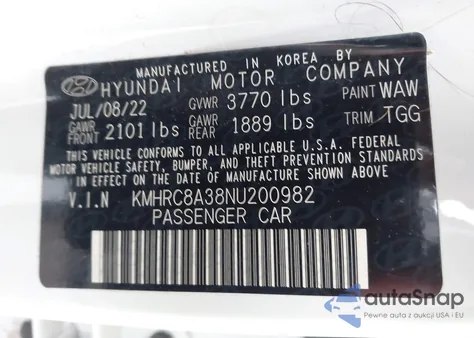 MANUFACTURED IN KOREA BY
HYUNDAI MOTOR COMPANY
JUL/08/22 GVWR 3770 lbs PAINT WAW
GAWR FRONT 2101 lbs GAWR REAR 1889 lbs TRIM TGG
THIS VEHICLE CONFORMS TO ALL APPLICABLE U.S.A. FEDERAL
MOTOR VEHICLE SAFETY, BUMPER, AND THEFT PREVENTION STANDARDS
IN EFFECT ON THE DATE OF MANUFACTURE SHOWN ABOVE.
V.I.N KMHRC8A38NU200982
PASSENGER CAR
autoSnap
Pewne auta z aukcji USA - EU